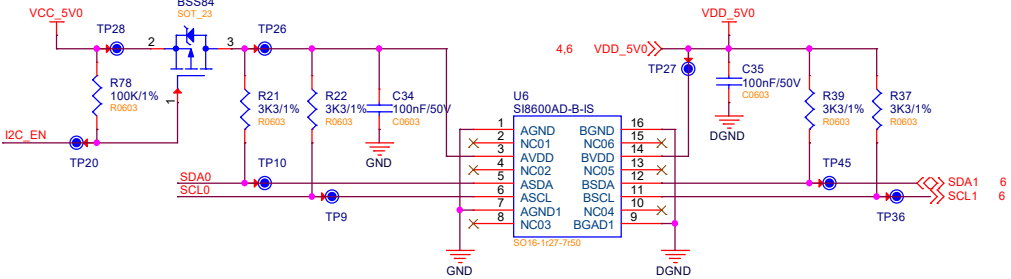 BSS84
SOT_23
VCC_5V0
TP28
2
3
TP26
1
R78
100K/1%
R0603
R21
3K3/1%
R0603
R22
3K3/1%
R0603
C34
100nF/50V
C0603
GND
I2C_EN
TP20
SDA0
SCL0
TP10
TP9
U6
SI8600AD-B-IS
1 AGND BGND 16
2 NC01 NC06 15
3 AVDD BVDD 14
4 NC02 NC05 13
5 ASDA BSDA 12
6 ASCL BSCL 11
7 AGND1 NC04 10
8 NC03 BGAD1 9
SO16-1r27-7r50
GND
DGND
4,6 VDD_5V0
VDD_5V0
TP27
C35
100nF/50V
C0603
DGND
R39
3K3/1%
R0603
R37
3K3/1%
R0603
TP45
TP36
SDA1 6
SCL1 6